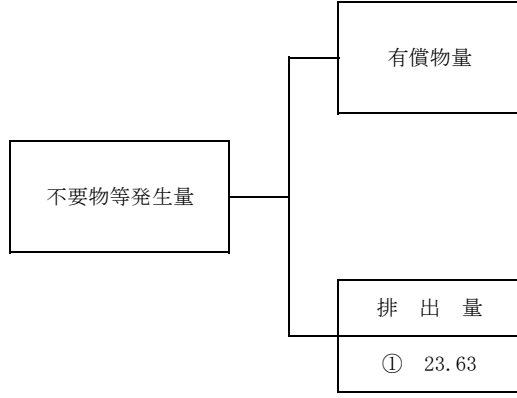 有償物量
不要物等発生量
排 出 量
① 23.63